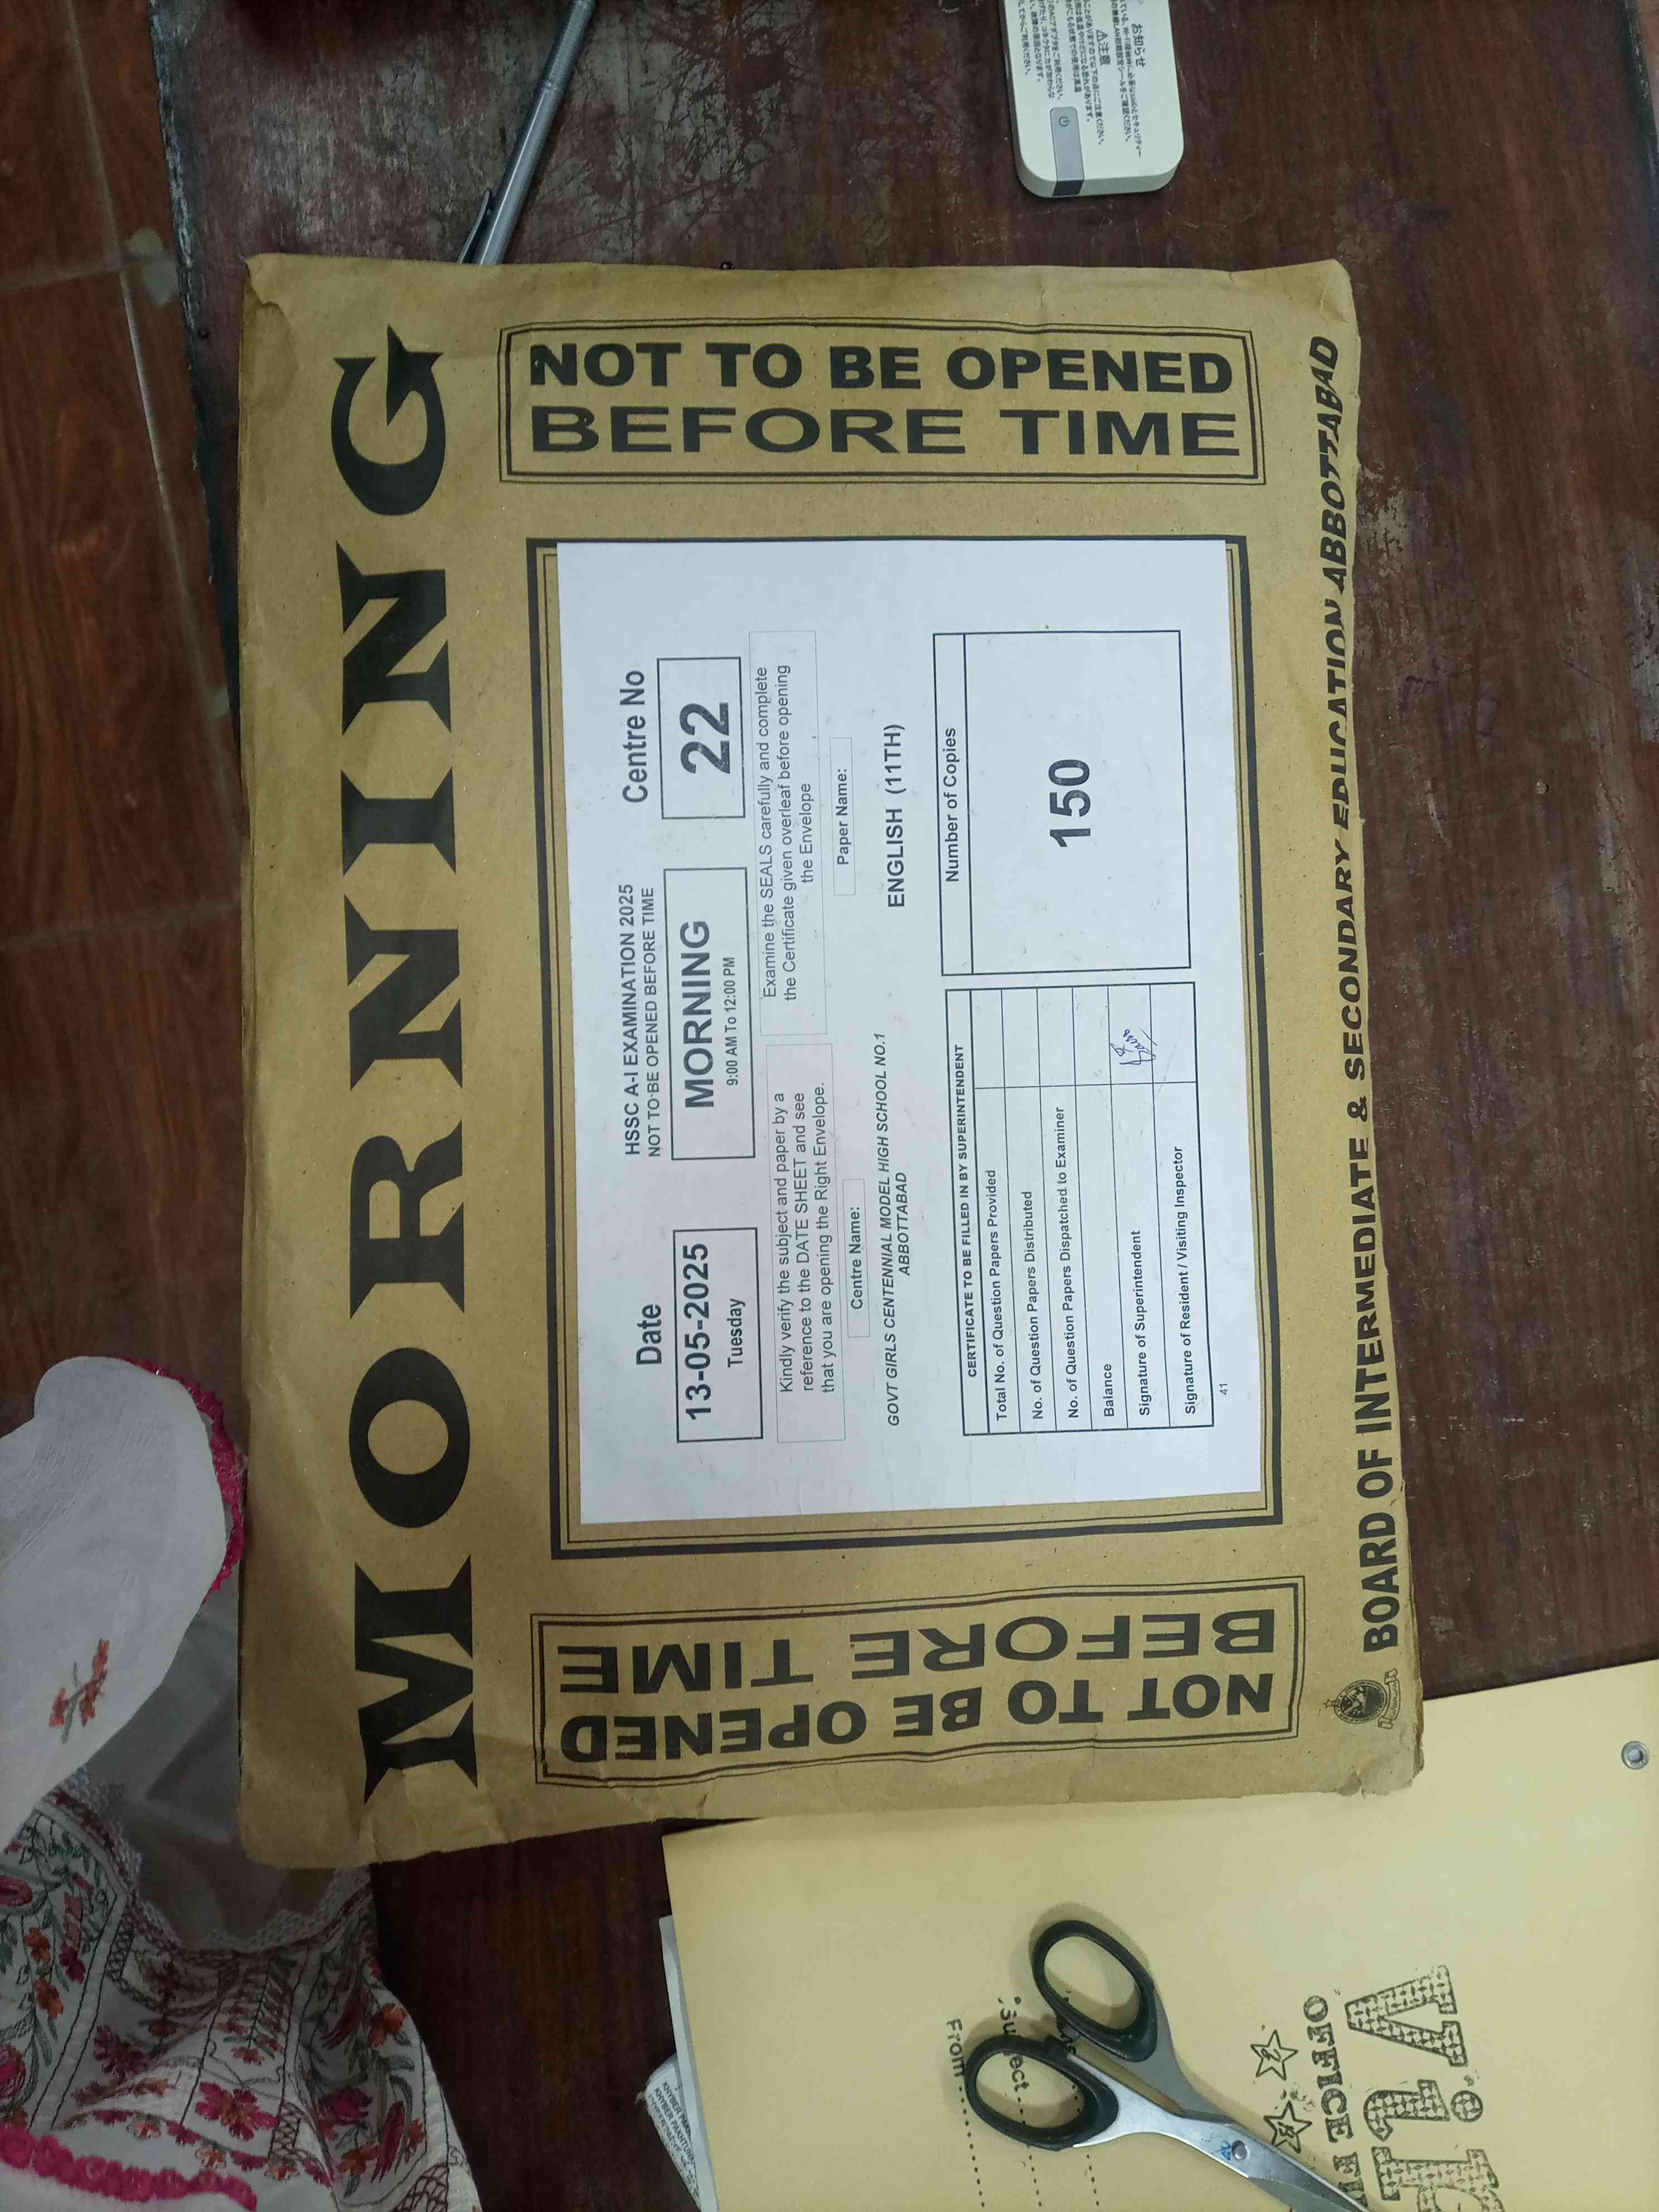 MORNING
NOT TO BE OPENED
BEFORE TIME
HSSC A-I EXAMINATION 2025
NOT TO BE OPENED BEFORE TIME
Date
13-05-2025
Tuesday
MORNING
9:00 AM To 12:00 PM
Centre No
22
Kindly verify the subject and paper by a
reference to the DATE SHEET and see
that you are opening the Right Envelope.
Examine the SEALS carefully and complete
the Certificate given overleaf before opening
the Envelope
Centre Name:
GOVT GIRLS CENTENNIAL MODEL HIGH SCHOOL NO.1
ABBOTTABAD
Paper Name:
ENGLISH (11TH)
CERTIFICATE TO BE FILLED IN BY SUPERINTENDENT
Total No. of Question Papers Provided
No. of Question Papers Distributed
No. of Question Papers Dispatched to Examiner
Balance
Signature of Superintendent
Signature of Resident / Visiting Inspector
Number of Copies
150
41
NOT TO BE OPENED
BEFORE TIME
BOARD OF INTERMEDIATE & SECONDARY EDUCATION ABBOTTABAD
From
OFFICE
お知らせ
注意